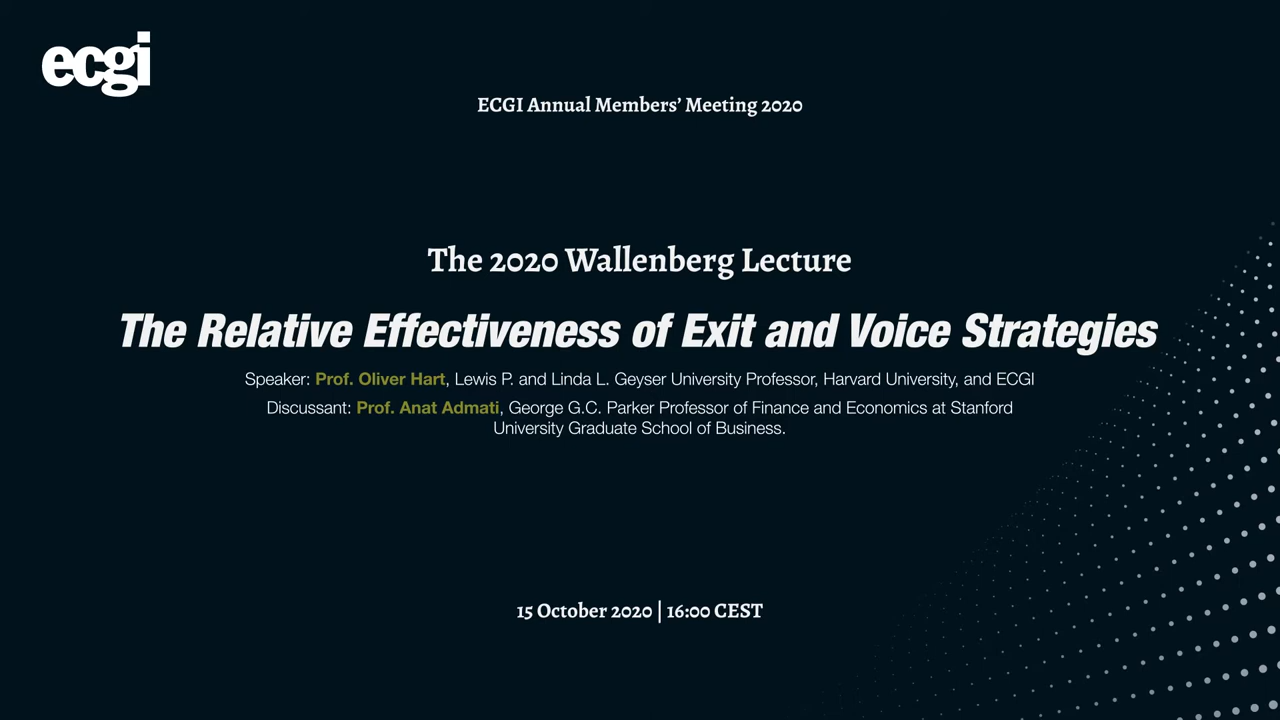 ecgi
ECGI Annual Members’ Meeting 2020
The 2020 Wallenberg Lecture
The Relative Effectiveness of Exit and Voice Strategies
Speaker: Prof. Oliver Hart, Lewis P. and Linda L. Geyser University Professor, Harvard University, and ECGI
Discussant: Prof. Anat Admati, George G.C. Parker Professor of Finance and Economics at Stanford
University Graduate School of Business.
15 October 2020 | 16:00 CEST